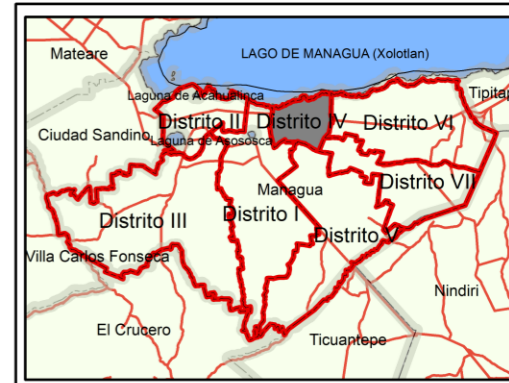 Mateare
LAGO DE MANAGUA (Xolotlan)
Laguna de Acahualinca
Tipitap
Ciudad Sandino
Distrito II
Distrito IV
Distrito VI
Laguna de Asososca
Managua
Distrito VII
Distrito III
Distrito I
Distrito V
Villa Carlos Fonseca
Nindiri
El Crucero
Ticuantepe